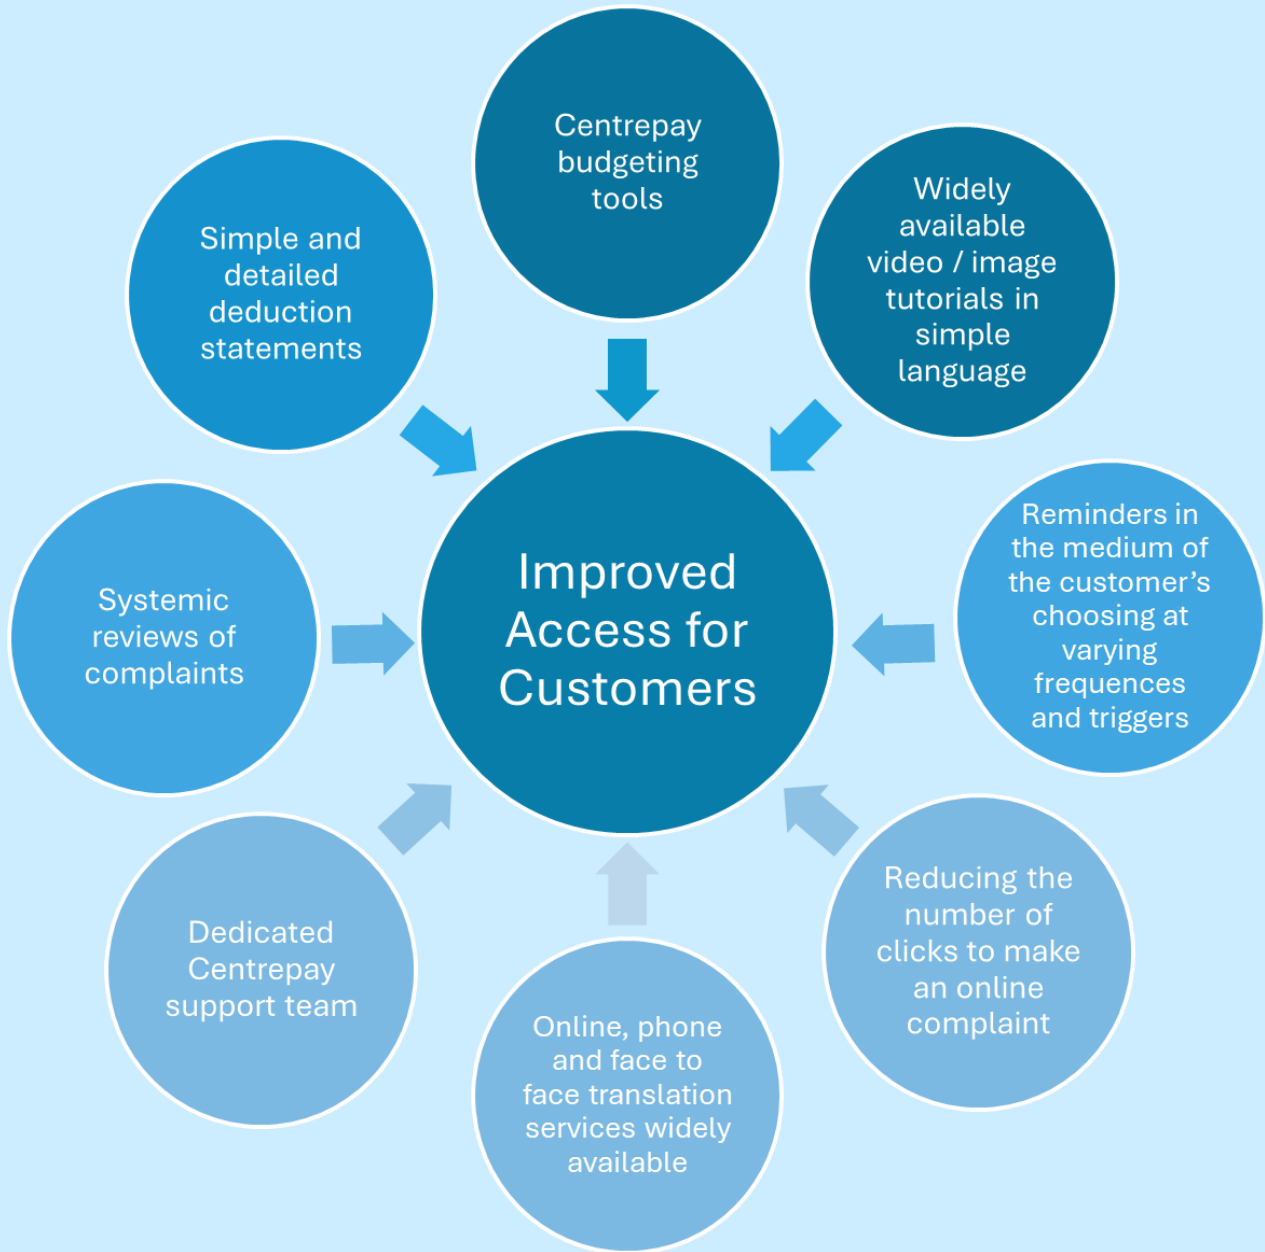 Centrepay
budgeting
tools
Widely
available
video / image
tutorials in
simple
language
Reminders in
the medium of
the customer’s
choosing at
varying
frequences
and triggers
Reducing the
number of
clicks to make
an online
complaint
Online, phone
and face to
face translation
services widely
available
Dedicated
Centrepay
support team
Systemic
reviews of
complaints
Simple and
detailed
deduction
statements
Improved
Access for
Customers